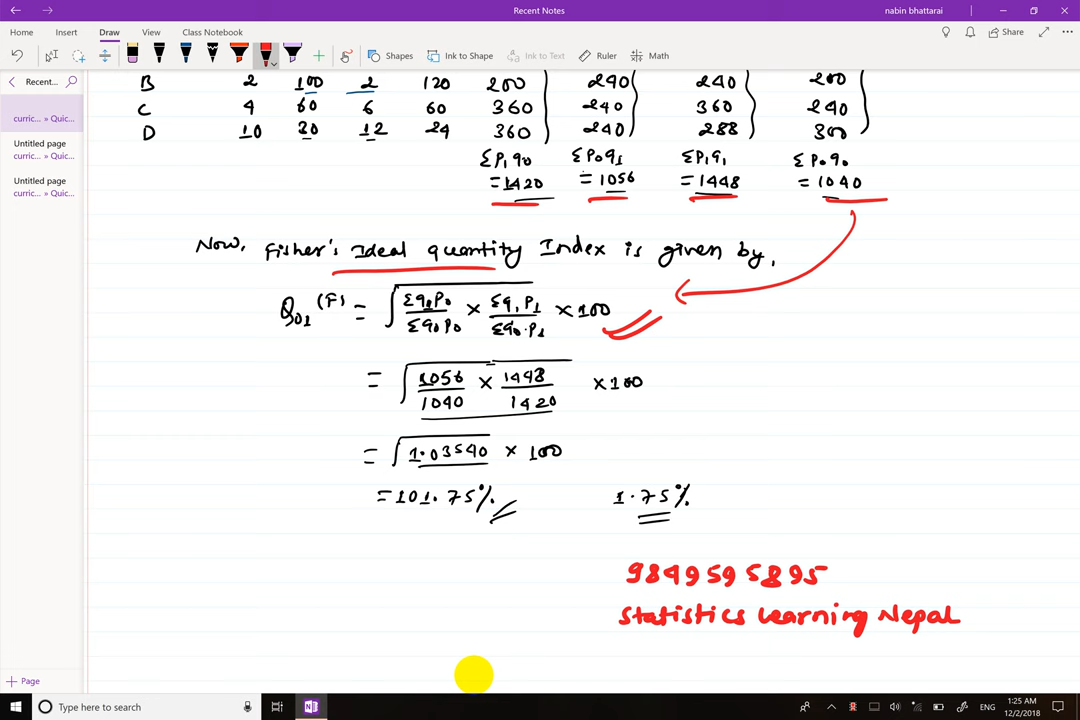 Recent Notes
nabin bhattarai
Home Insert Draw View Class Notebook
Share
Shapes Ink to Shape Ink to Text Ruler Math
Recent...
curric... » Quic...
Untitled page
curric... » Quic...
Untitled page
curric... » Quic...
B 2 100 2 120 200 240 240 200
C 4 60 6 60 360 240 360 240
D 10 30 12 24 360 240 288 300
ΣP₁q₀ ΣP₀q₁ ΣP₁q₁ ΣP₀q₀
=1420 =1056 =1448 =1040
Now, Fisher's Ideal quantity Index is given by,
Q₀₁⁽ᶠ⁾ = √(Σq₁P₀/Σq₀P₀ × Σq₁P₁/Σq₀.P₁) × 100
= √(1056/1040 × 1448/1420) × 100
= √1.03540 × 100
= 101.75% 1.75%
9849595895
Statistics Learning Nepal
+ Page
Type here to search
ENG
1:25 AM
12/2/2018